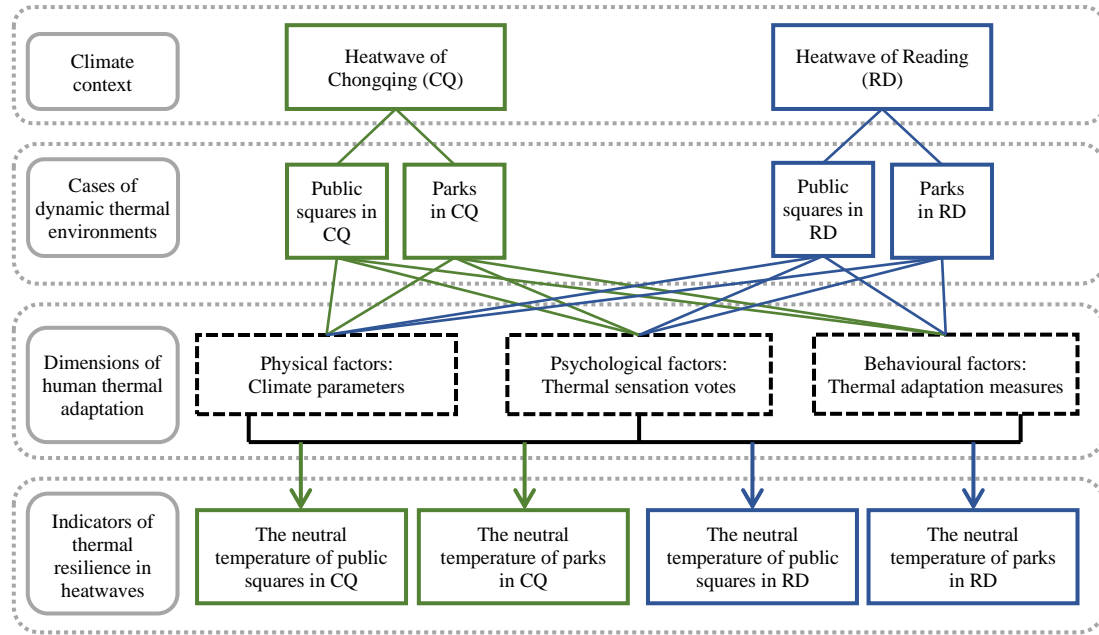 Climate
context
Heatwave of
Chongqing (CQ)
Heatwave of Reading
(RD)
Cases of
dynamic thermal
environments
Public
squares in
CQ
Parks
in CQ
Public
squares in
RD
Parks
in RD
Dimensions of
human thermal
adaptation
Physical factors:
Climate parameters
Psychological factors:
Thermal sensation votes
Behavioural factors:
Thermal adaptation measures
Indicators of
thermal
resilience in
heatwaves
The neutral
temperature of public
squares in CQ
The neutral
temperature of parks
in CQ
The neutral
temperature of public
squares in RD
The neutral
temperature of parks
in RD